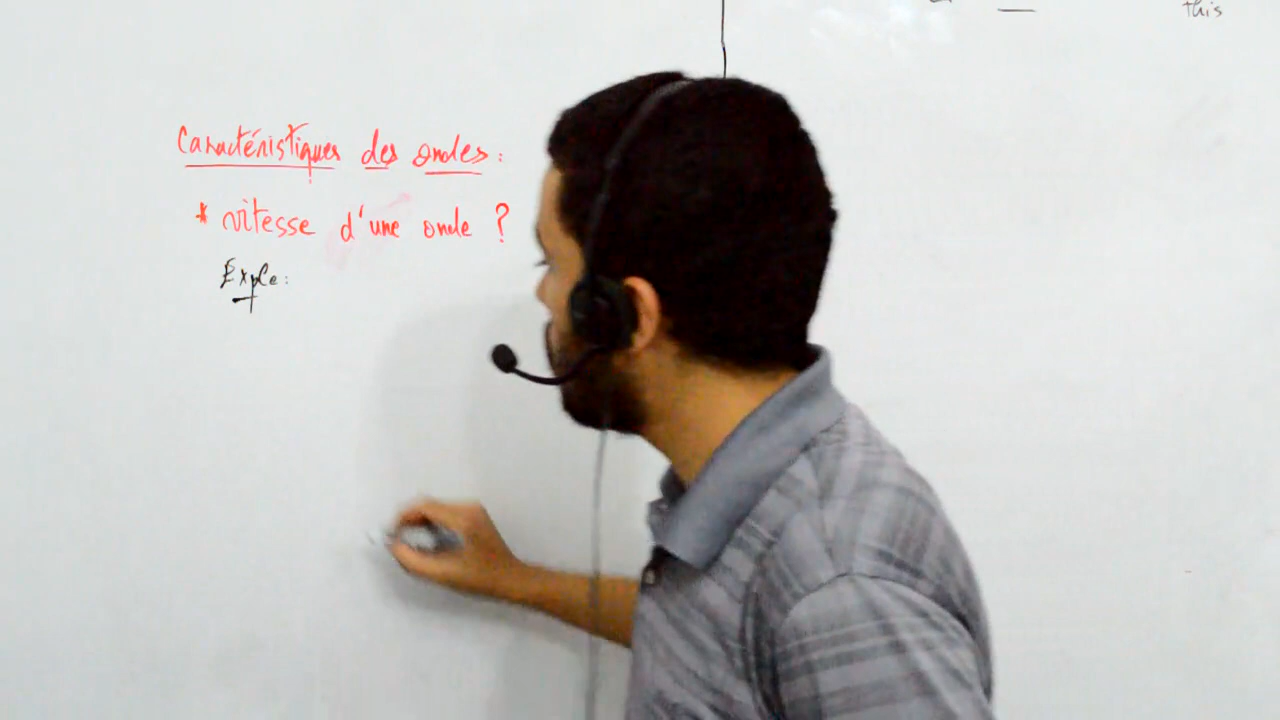 Caractéristiques des ondes :
* vitesse d'une onde ?
Exple :
this